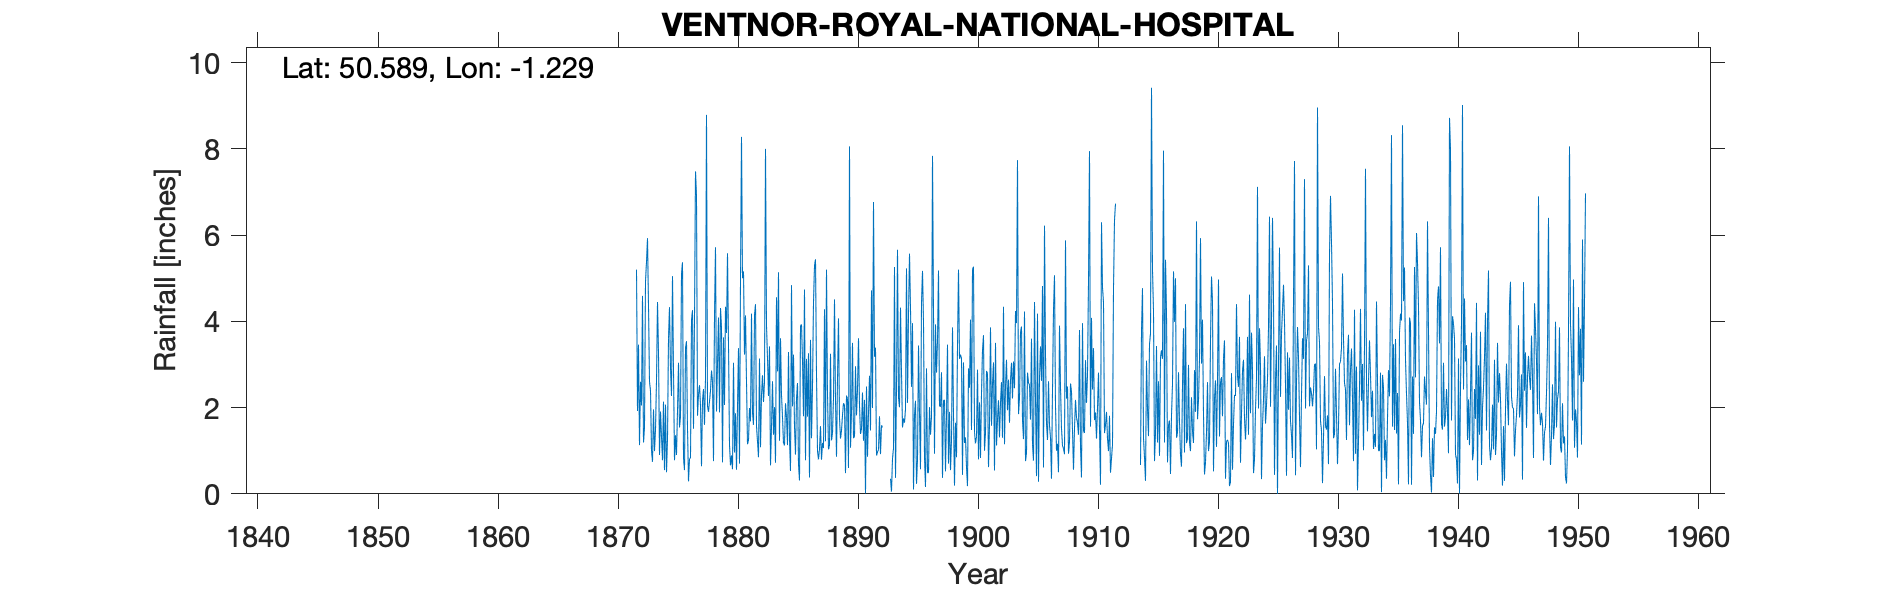 VENTNOR-ROYAL-NATIONAL-HOSPITAL
Lat: 50.589, Lon: -1.229
10
8
6
4
2
0
Rainfall [inches]
1840 1850 1860 1870 1880 1890 1900 1910 1920 1930 1940 1950 1960
Year